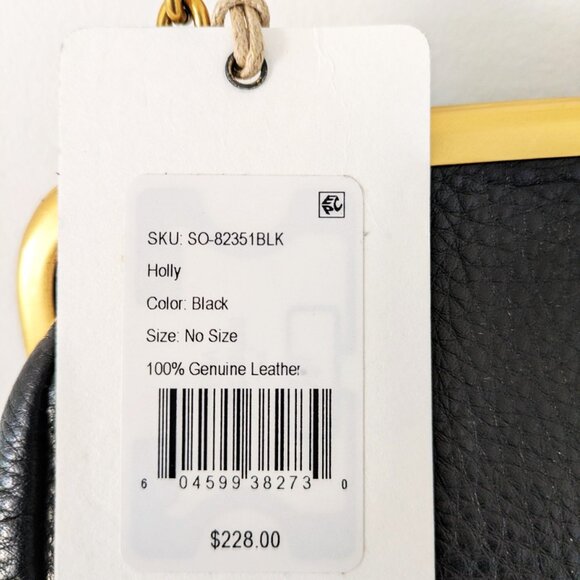 SKU: SO-82351BLK
Holly
Color: Black
Size: No Size
100% Genuine Leather
6 04599 38273 0
$228.00